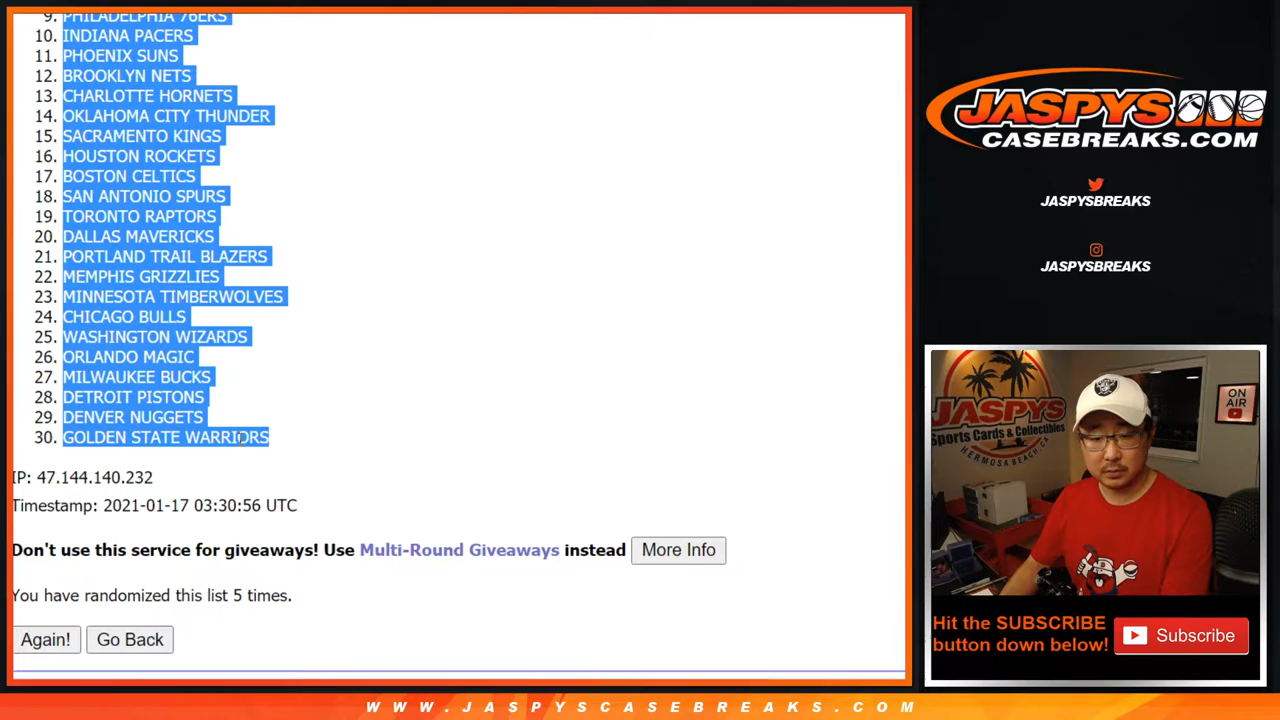 9. PHILADELPHIA 76ERS
10. INDIANA PACERS
11. PHOENIX SUNS
12. BROOKLYN NETS
13. CHARLOTTE HORNETS
14. OKLAHOMA CITY THUNDER
15. SACRAMENTO KINGS
16. HOUSTON ROCKETS
17. BOSTON CELTICS
18. SAN ANTONIO SPURS
19. TORONTO RAPTORS
20. DALLAS MAVERICKS
21. PORTLAND TRAIL BLAZERS
22. MEMPHIS GRIZZLIES
23. MINNESOTA TIMBERWOLVES
24. CHICAGO BULLS
25. WASHINGTON WIZARDS
26. ORLANDO MAGIC
27. MILWAUKEE BUCKS
28. DETROIT PISTONS
29. DENVER NUGGETS
30. GOLDEN STATE WARRIORS
IP: 47.144.140.232
Timestamp: 2021-01-17 03:30:56 UTC
Don't use this service for giveaways! Use Multi-Round Giveaways instead More Info
You have randomized this list 5 times.
Again! Go Back
JASPYS
CASEBREAKS.COM
JASPYSBREAKS
JASPYSBREAKS
JASPYS
Sports Cards & Collectibles
HERMOSA BEACH, CA
ON
AIR
Hit the SUBSCRIBE
button down below!
Subscribe
WWW.JASPYSCASEBREAKS.COM